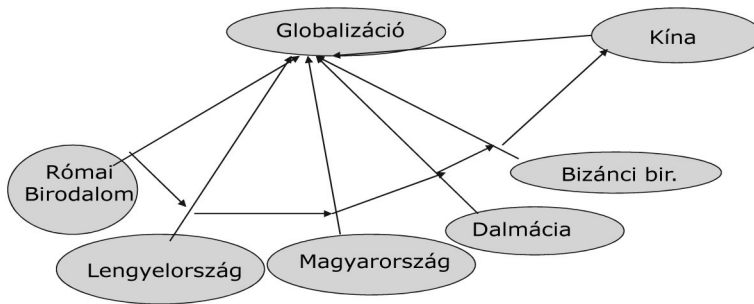 Globalizáció
Kína
Római
Birodalom
Bizánci bir.
Dalmácia
Lengyelország
Magyarország